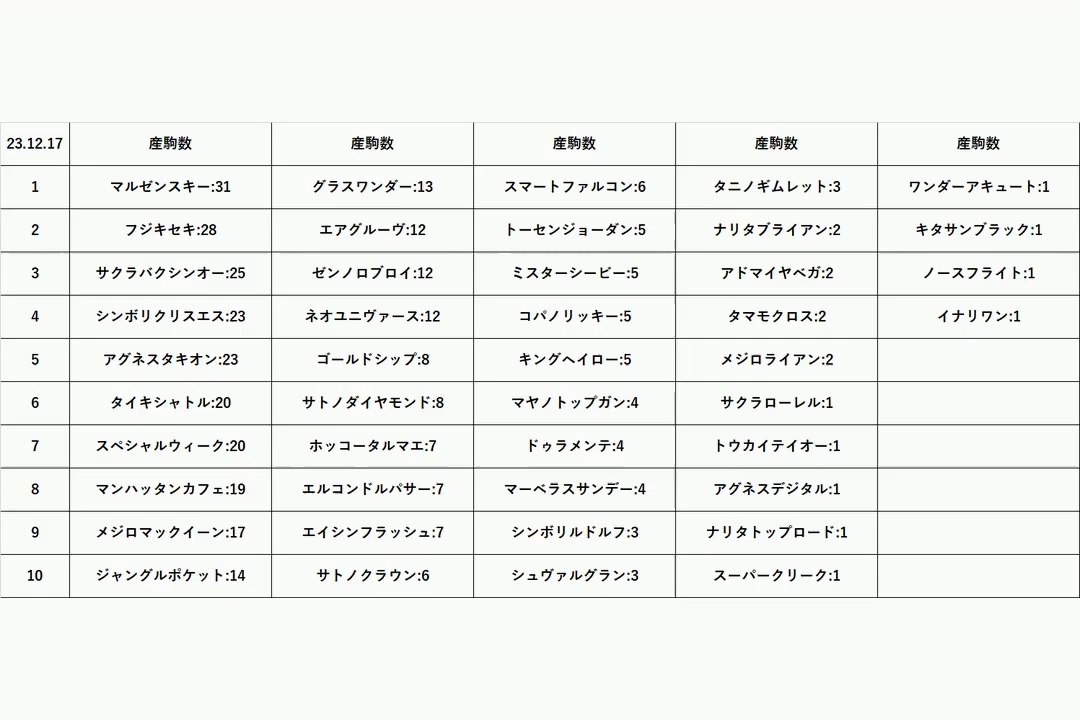 23.12.17 産駒数 産駒数 産駒数 産駒数 産駒数
1 マルゼンスキー:31 グラスワンダー:13 スマートファルコン:6 タニノギムレット:3 ワンダーアキュート:1
2 フジキセキ:28 エアグルーヴ:12 トーセンジョーダン:5 ナリタブライアン:2 キタサンブラック:1
3 サクラバクシンオー:25 ゼンノロブロイ:12 ミスターシービー:5 アドマイヤベガ:2 ノースフライト:1
4 シンボリクリスエス:23 ネオユニヴァース:12 コパノリッキー:5 タマモクロス:2 イナリワン:1
5 アグネスタキオン:23 ゴールドシップ:8 キングヘイロー:5 メジロライアン:2
6 タイキシャトル:20 サトノダイヤモンド:8 マヤノトップガン:4 サクラローレル:1
7 スペシャルウィーク:20 ホッコータルマエ:7 ドゥラメンテ:4 トウカイテイオー:1
8 マンハッタンカフェ:19 エルコンドルパサー:7 マーベラスサンデー:4 アグネスデジタル:1
9 メジロマックイーン:17 エイシンフラッシュ:7 シンボリルドルフ:3 ナリタトップロード:1
10 ジャングルポケット:14 サトノクラウン:6 シュヴァルグラン:3 スーパークリーク:1